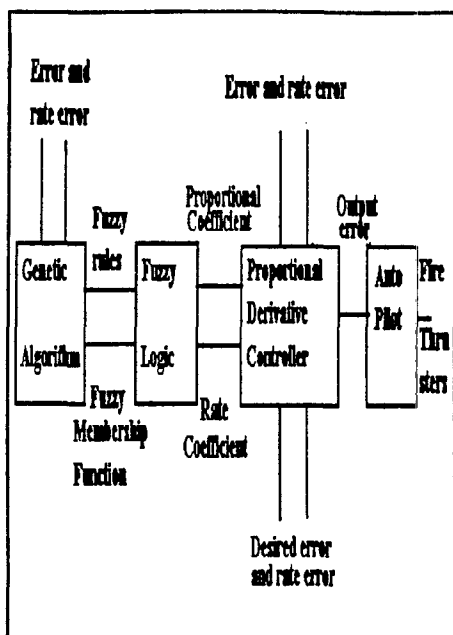 Error and
rate error
Error and rate error
Fuzzy
rules
Proportional
Coefficient
Output
error
Genetic
Algorithm
Fuzzy
Logic
Proportional
Derivative
Controller
Auto
Pilot
Fire
Thru
sters
Fuzzy
Membership
Function
Rate
Coefficient
Desired error
and rate error